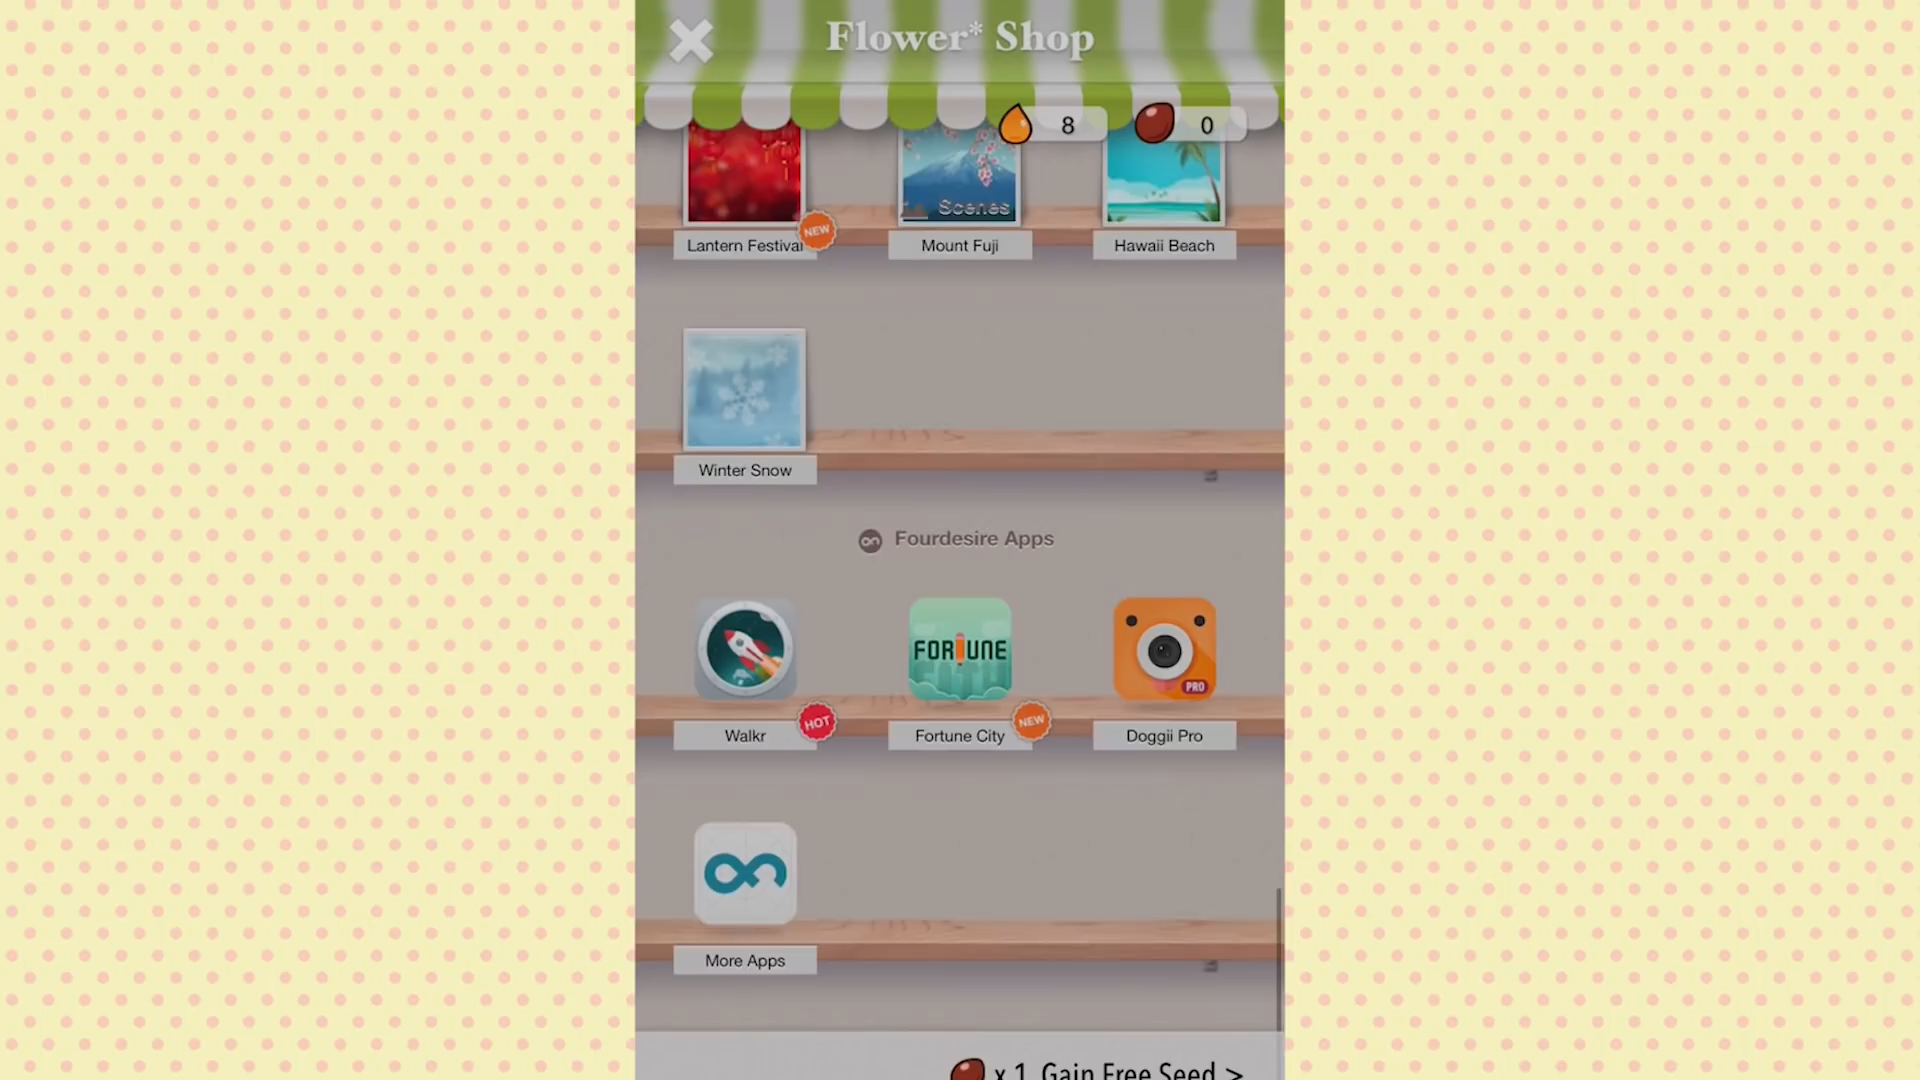 Flower* Shop
8
0
Scenes
NEW
Lantern Festival
Mount Fuji
Hawaii Beach
Winter Snow
Fourdesire Apps
FORTUNE
PRO
HOT
NEW
Walkr
Fortune City
Doggii Pro
More Apps
x 1 Gain Free Seed >